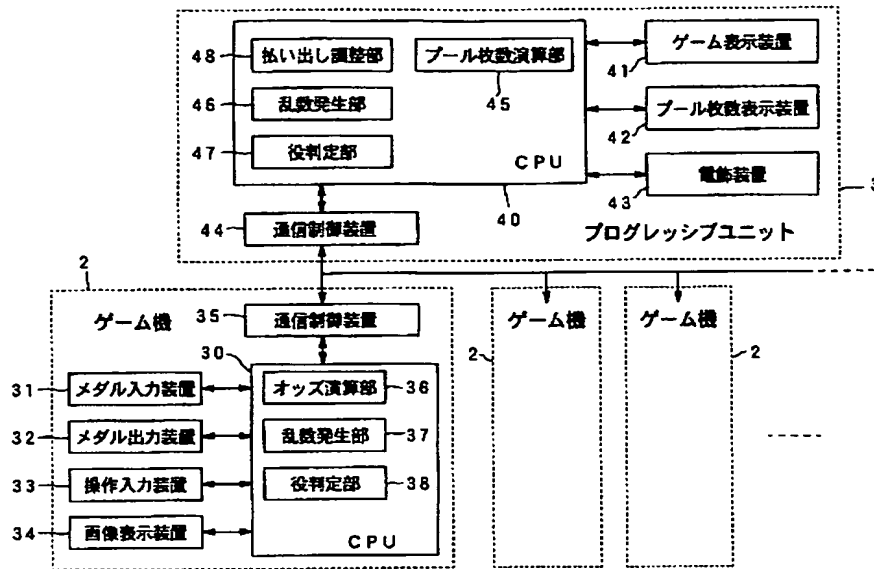 48
払い出し調整部
プール枚数演算部
45
46
乱数発生部
47
役判定部
CPU
40
ゲーム表示装置
41
プール枚数表示装置
42
電飾装置
43
3
プログレッシブユニット
44
通信制御装置
2
ゲーム機
35
通信制御装置
30
オッズ演算部
36
乱数発生部
37
役判定部
38
CPU
31
メダル入力装置
32
メダル出力装置
33
操作入力装置
34
画像表示装置
ゲーム機
2
ゲーム機
2